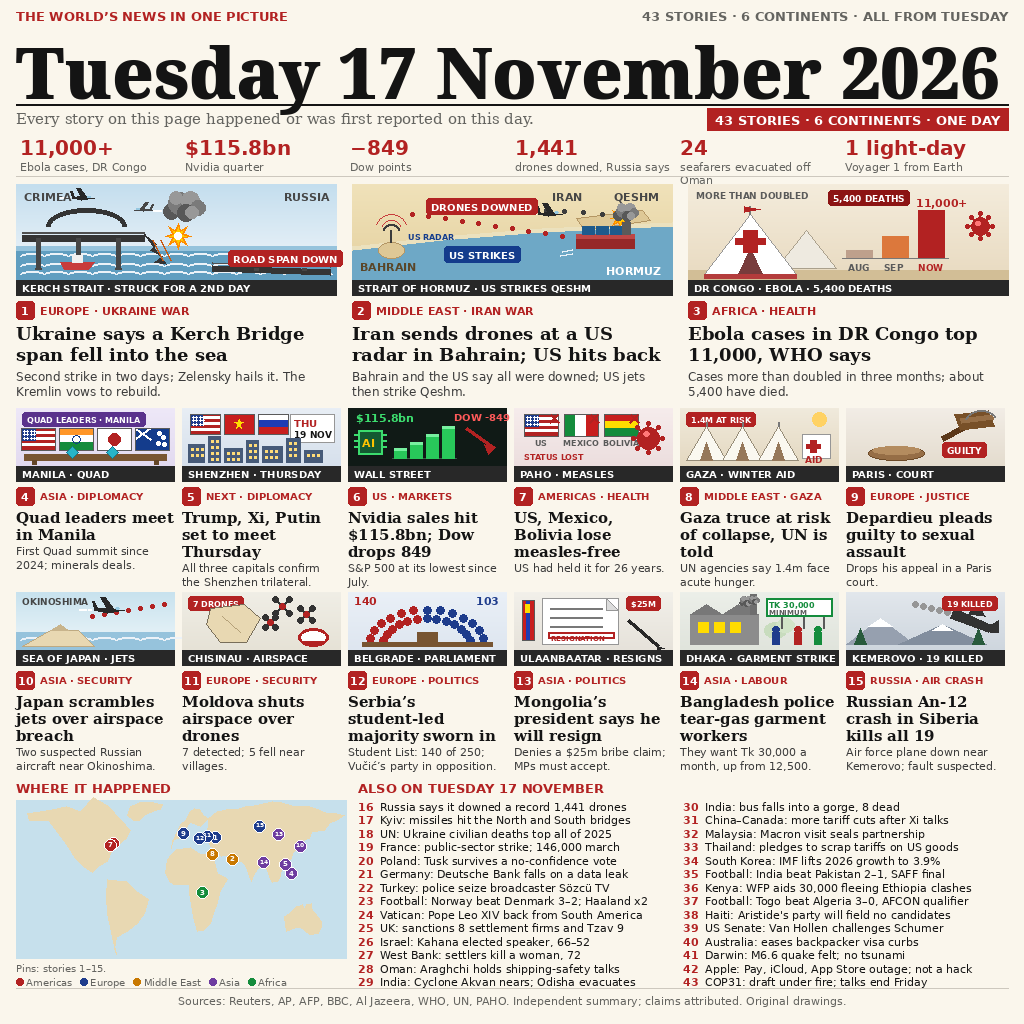 THE WORLD'S NEWS IN ONE PICTURE
43 STORIES · 6 CONTINENTS · ALL FROM TUESDAY
Tuesday 17 November 2026
Every story on this page happened or was first reported on this day.
43 STORIES · 6 CONTINENTS · ONE DAY
11,000+
Ebola cases, DR Congo
$115.8bn
Nvidia quarter
−849
Dow points
1,441
drones downed, Russia says
24
seafarers evacuated off
Oman
1 light-day
Voyager 1 from Earth
CRIMEA
RUSSIA
ROAD SPAN DOWN
KERCH STRAIT · STRUCK FOR A 2ND DAY
1 EUROPE · UKRAINE WAR
Ukraine says a Kerch Bridge
span fell into the sea
Second strike in two days; Zelensky hails it. The
Kremlin vows to rebuild.
DRONES DOWNED
IRAN
QESHM
US RADAR
US STRIKES
BAHRAIN
HORMUZ
STRAIT OF HORMUZ · US STRIKES QESHM
2 MIDDLE EAST · IRAN WAR
Iran sends drones at a US
radar in Bahrain; US hits back
Bahrain and the US say all were downed; US jets
then strike Qeshm.
MORE THAN DOUBLED
5,400 DEATHS
11,000+
AUG SEP NOW
DR CONGO · EBOLA · 5,400 DEATHS
3 AFRICA · HEALTH
Ebola cases in DR Congo top
11,000, WHO says
Cases more than doubled in three months; about
5,400 have died.
QUAD LEADERS · MANILA
MANILA · QUAD
4 ASIA · DIPLOMACY
Quad leaders meet
in Manila
First Quad summit since
2024; minerals deals.
THU
19 NOV
SHENZHEN · THURSDAY
5 NEXT · DIPLOMACY
Trump, Xi, Putin
set to meet
Thursday
All three capitals confirm
the Shenzhen trilateral.
$115.8bn
DOW -849
AI
WALL STREET
6 US · MARKETS
Nvidia sales hit
$115.8bn; Dow
drops 849
S&P 500 at its lowest since
July.
US MEXICO BOLIVIA
STATUS LOST
PAHO · MEASLES
7 AMERICAS · HEALTH
US, Mexico,
Bolivia lose
measles-free
US had held it for 26 years.
1.4M AT RISK
AID
GAZA · WINTER AID
8 MIDDLE EAST · GAZA
Gaza truce at risk
of collapse, UN is
told
UN agencies say 1.4m face
acute hunger.
GUILTY
PARIS · COURT
9 EUROPE · JUSTICE
Depardieu pleads
guilty to sexual
assault
Drops his appeal in a Paris
court.
OKINOSHIMA
SEA OF JAPAN · JETS
10 ASIA · SECURITY
Japan scrambles
jets over airspace
breach
Two suspected Russian
aircraft near Okinoshima.
7 DRONES
CHISINAU · AIRSPACE
11 EUROPE · SECURITY
Moldova shuts
airspace over
drones
7 detected; 5 fell near
villages.
140
103
BELGRADE · PARLIAMENT
12 EUROPE · POLITICS
Serbia's
student-led
majority sworn in
Student List: 140 of 250;
Vučić's party in opposition.
$25M
RESIGNATION
ULAANBAATAR · RESIGNS
13 ASIA · POLITICS
Mongolia's
president says he
will resign
Denies a $25m bribe claim;
MPs must accept.
TK 30,000
MINIMUM
DHAKA · GARMENT STRIKE
14 ASIA · LABOUR
Bangladesh police
tear-gas garment
workers
They want Tk 30,000 a
month, up from 12,500.
19 KILLED
KEMEROVO · 19 KILLED
15 RUSSIA · AIR CRASH
Russian An-12
crash in Siberia
kills all 19
Air force plane down near
Kemerovo; fault suspected.
WHERE IT HAPPENED
7
9
12
1
15
13
10
8
2
14
5
4
3
Pins: stories 1–15.
Americas Europe Middle East Asia Africa
ALSO ON TUESDAY 17 NOVEMBER
16 Russia says it downed a record 1,441 drones
17 Kyiv: missiles hit the North and South bridges
18 UN: Ukraine civilian deaths top all of 2025
19 France: public-sector strike; 146,000 march
20 Poland: Tusk survives a no-confidence vote
21 Germany: Deutsche Bank falls on a data leak
22 Turkey: police seize broadcaster Sözcü TV
23 Football: Norway beat Denmark 3–2; Haaland x2
24 Vatican: Pope Leo XIV back from South America
25 UK: sanctions 8 settlement firms and Tzav 9
26 Israel: Kahana elected speaker, 66–52
27 West Bank: settlers kill a woman, 72
28 Oman: Araghchi holds shipping-safety talks
29 India: Cyclone Akvan nears; Odisha evacuates
30 India: bus falls into a gorge, 8 dead
31 China–Canada: more tariff cuts after Xi talks
32 Malaysia: Macron visit seals partnership
33 Thailand: pledges to scrap tariffs on US goods
34 South Korea: IMF lifts 2026 growth to 3.9%
35 Football: India beat Pakistan 2–1, SAFF final
36 Kenya: WFP aids 30,000 fleeing Ethiopia clashes
37 Football: Togo beat Algeria 3–0, AFCON qualifier
38 Haiti: Aristide's party will field no candidates
39 US Senate: Van Hollen challenges Schumer
40 Australia: eases backpacker visa curbs
41 Darwin: M6.6 quake felt; no tsunami
42 Apple: Pay, iCloud, App Store outage; not a hack
43 COP31: draft under fire; talks end Friday
Sources: Reuters, AP, AFP, BBC, Al Jazeera, WHO, UN, PAHO. Independent summary; claims attributed. Original drawings.